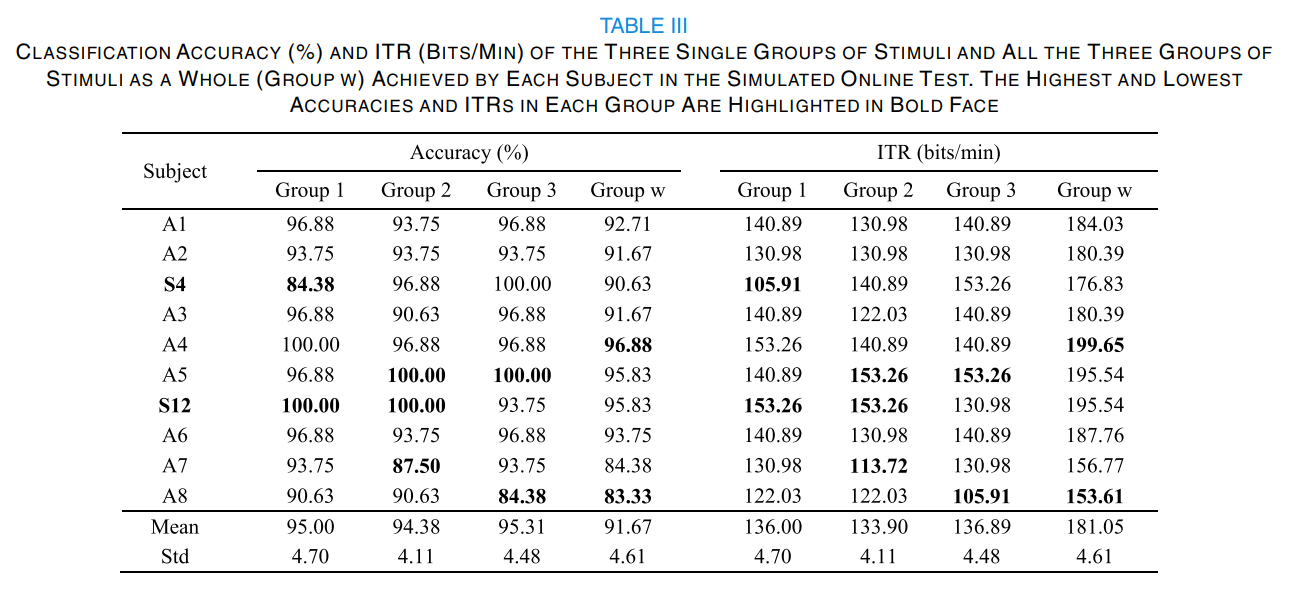 TABLE III
CLASSIFICATION ACCURACY (%) AND ITR (BITS/MIN) OF THE THREE SINGLE GROUPS OF STIMULI AND ALL THE THREE GROUPS OF
STIMULI AS A WHOLE (GROUP W) ACHIEVED BY EACH SUBJECT IN THE SIMULATED ONLINE TEST. THE HIGHEST AND LOWEST
ACCURACIES AND ITRS IN EACH GROUP ARE HIGHLIGHTED IN BOLD FACE
Subject Accuracy (%) ITR (bits/min)
Group 1 Group 2 Group 3 Group w Group 1 Group 2 Group 3 Group w
A1 96.88 93.75 96.88 92.71 140.89 130.98 140.89 184.03
A2 93.75 93.75 93.75 91.67 130.98 130.98 130.98 180.39
S4 84.38 96.88 100.00 90.63 105.91 140.89 153.26 176.83
A3 96.88 90.63 96.88 91.67 140.89 122.03 140.89 180.39
A4 100.00 96.88 96.88 96.88 153.26 140.89 140.89 199.65
A5 96.88 100.00 100.00 95.83 140.89 153.26 153.26 195.54
S12 100.00 100.00 93.75 95.83 153.26 153.26 130.98 195.54
A6 96.88 93.75 96.88 93.75 140.89 130.98 140.89 187.76
A7 93.75 87.50 93.75 84.38 130.98 113.72 130.98 156.77
A8 90.63 90.63 84.38 83.33 122.03 122.03 105.91 153.61
Mean 95.00 94.38 95.31 91.67 136.00 133.90 136.89 181.05
Std 4.70 4.11 4.48 4.61 4.70 4.11 4.48 4.61